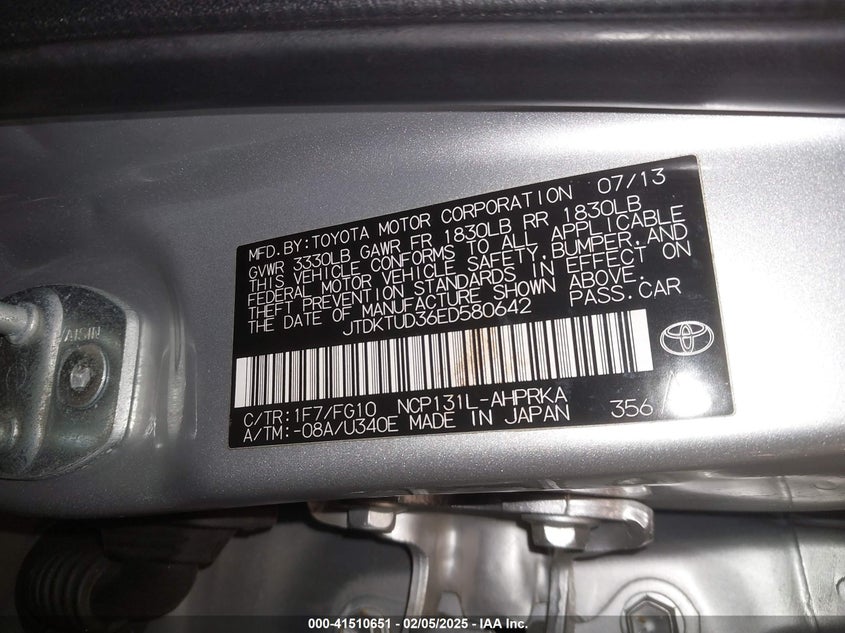 MFD.BY:TOYOTA MOTOR CORPORATION 07/13
GVWR 3330LB GAWR FR 1830LB RR 1830LB
THIS VEHICLE CONFORMS TO ALL APPLICABLE
FEDERAL MOTOR VEHICLE SAFETY,BUMPER,AND
THEFT PREVENTION STANDARDS IN EFFECT ON
THE DATE OF MANUFACTURE SHOWN ABOVE.
JTDKTUD36ED580642 PASS.CAR
C/TR:1F7/FG10 NCP131L-AHPRKA
A/TM:-08A/U340E MADE IN JAPAN 356
AISIN
000-41510651 | 02/05/2025 | IAA Inc.